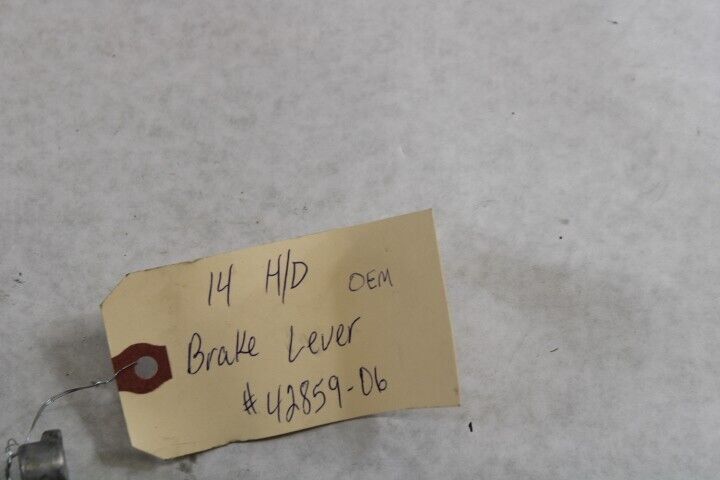 14 H/D OEM
Brake Lever
#42859-06